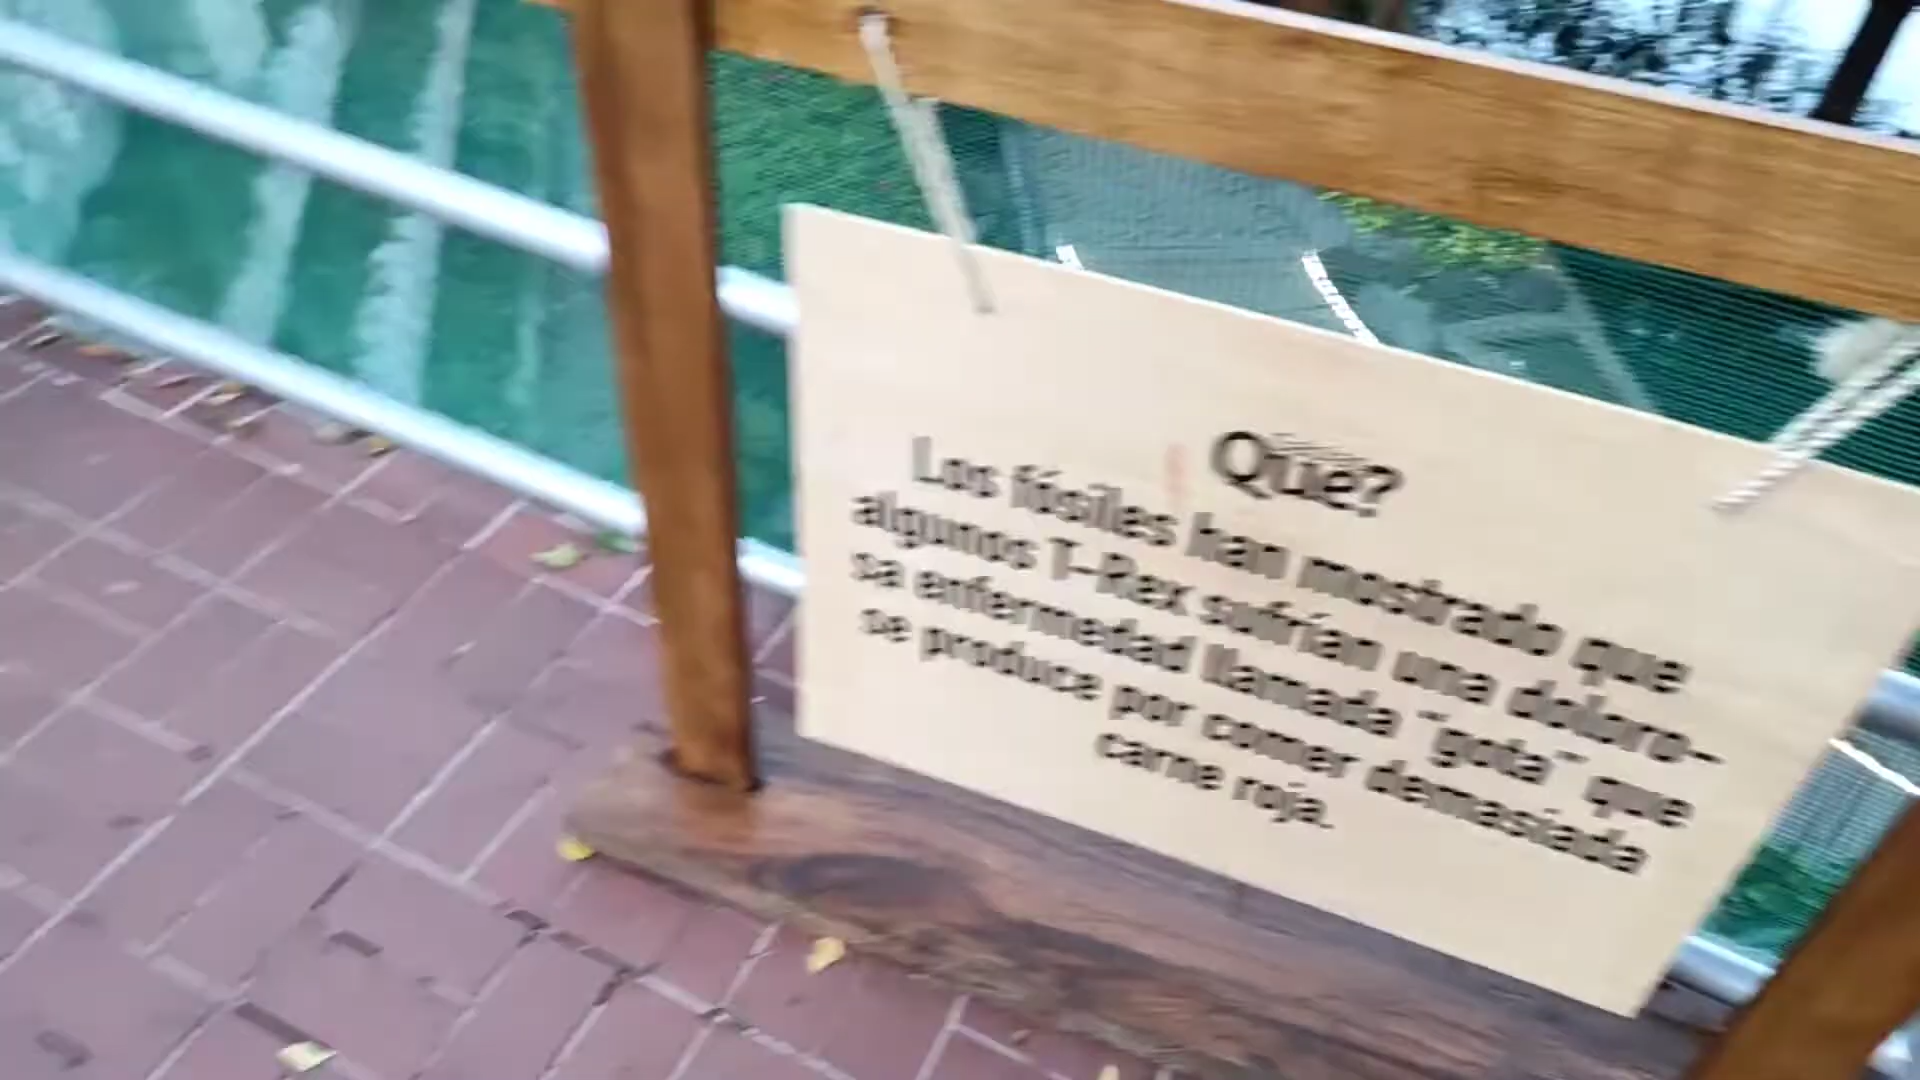 Que?
Los fósiles han mostrado que
algunos T-Rex sufrían una doloro-
sa enfermedad llamada ¨gota¨ que
se produce por comer demasiada
carne roja.